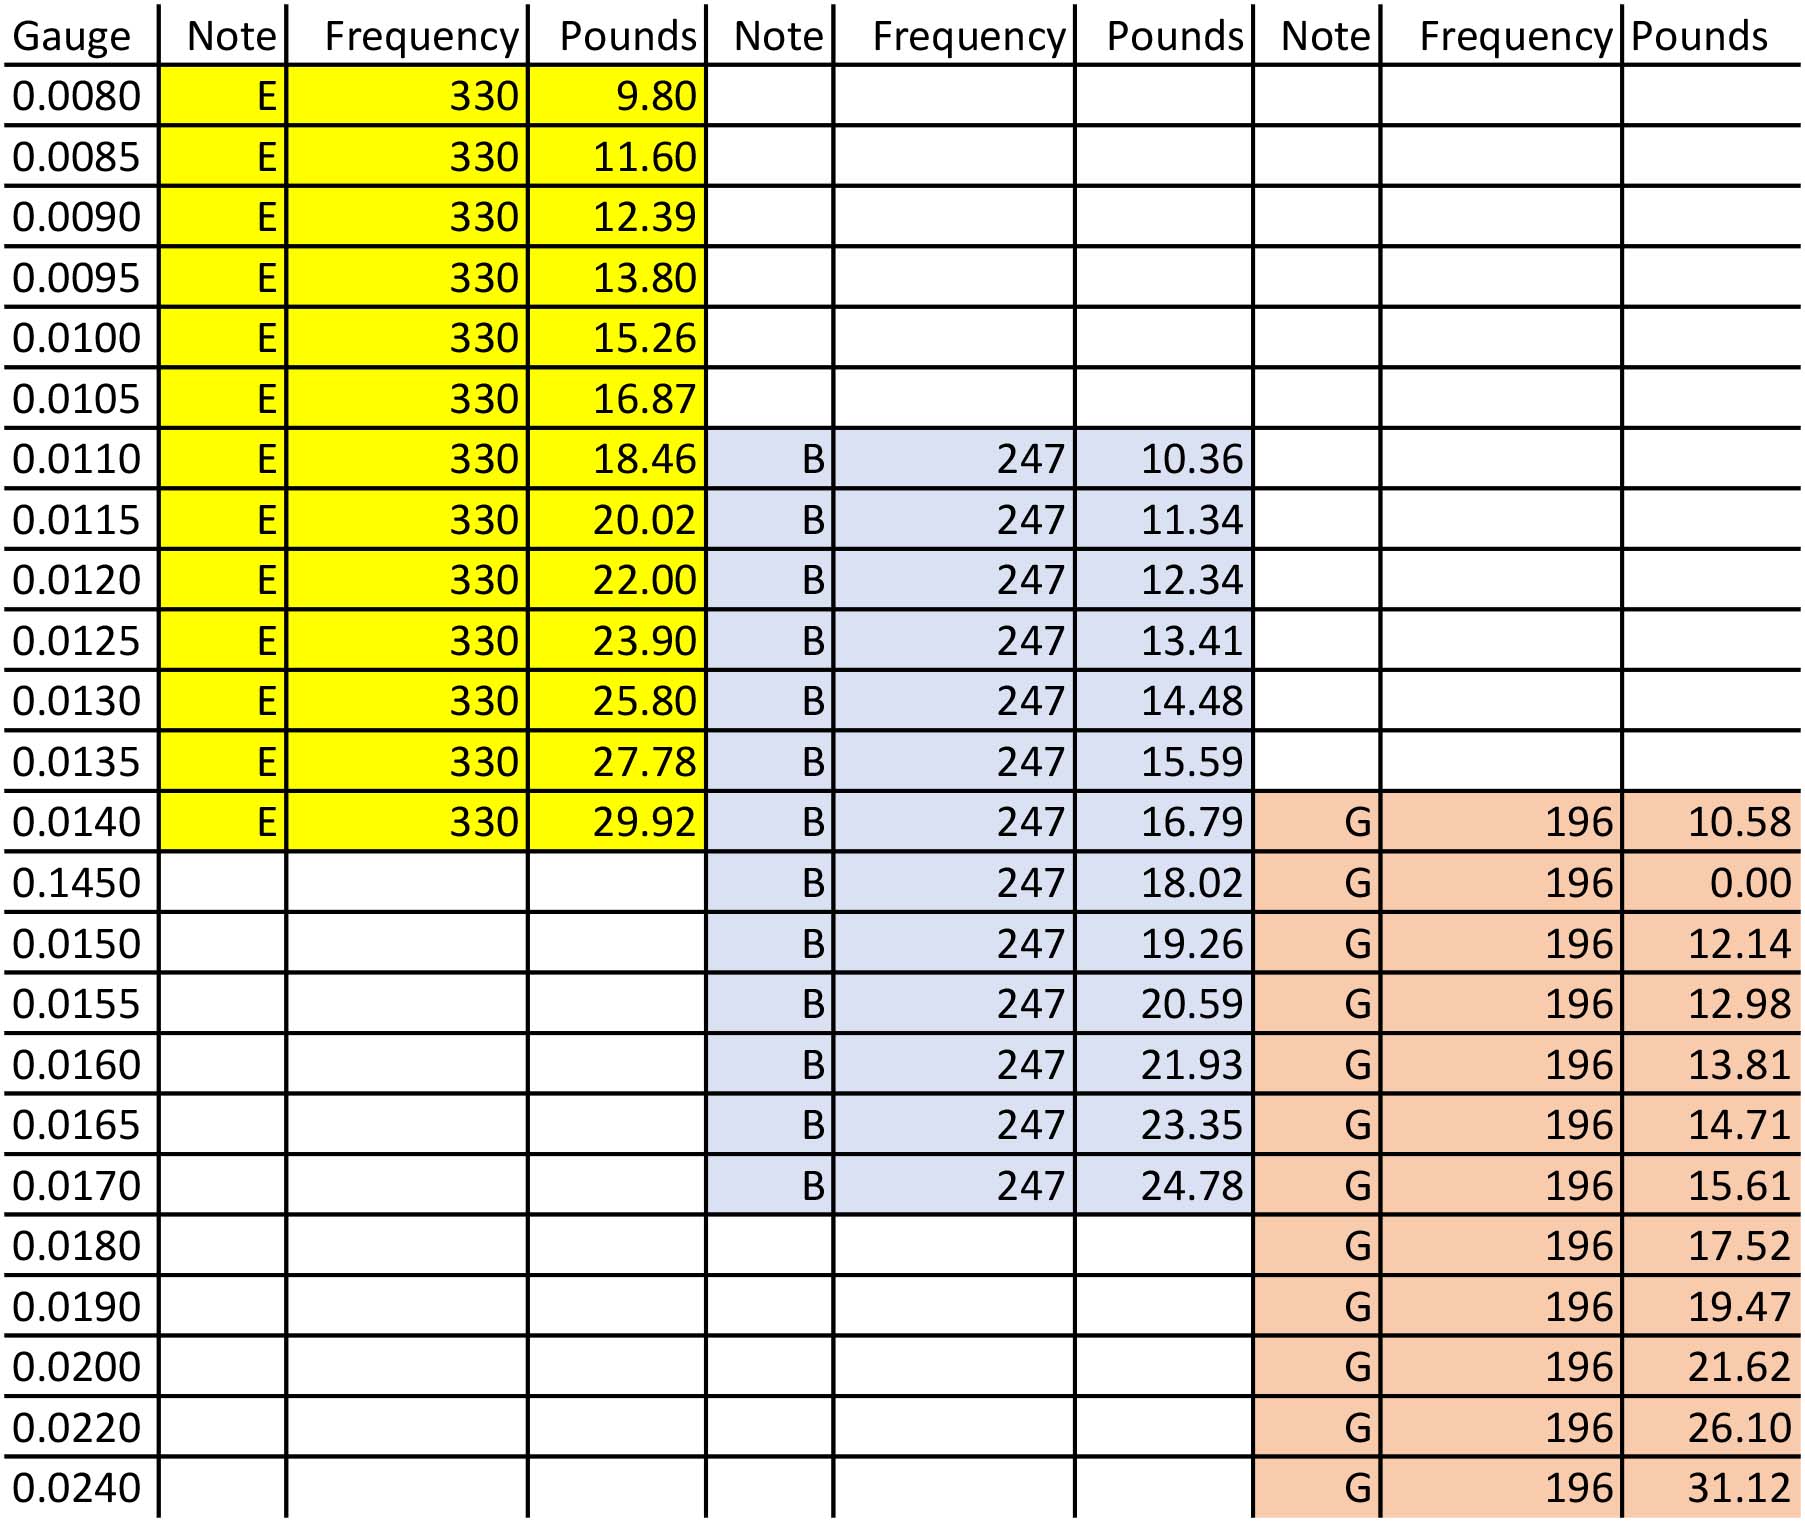 Gauge Note Frequency Pounds Note Frequency Pounds Note Frequency Pounds
0.0080 E 330 9.80
0.0085 E 330 11.60
0.0090 E 330 12.39
0.0095 E 330 13.80
0.0100 E 330 15.26
0.0105 E 330 16.87
0.0110 E 330 18.46 B 247 10.36
0.0115 E 330 20.02 B 247 11.34
0.0120 E 330 22.00 B 247 12.34
0.0125 E 330 23.90 B 247 13.41
0.0130 E 330 25.80 B 247 14.48
0.0135 E 330 27.78 B 247 15.59
0.0140 E 330 29.92 B 247 16.79 G 196 10.58
0.1450 B 247 18.02 G 196 0.00
0.0150 B 247 19.26 G 196 12.14
0.0155 B 247 20.59 G 196 12.98
0.0160 B 247 21.93 G 196 13.81
0.0165 B 247 23.35 G 196 14.71
0.0170 B 247 24.78 G 196 15.61
0.0180 G 196 17.52
0.0190 G 196 19.47
0.0200 G 196 21.62
0.0220 G 196 26.10
0.0240 G 196 31.12